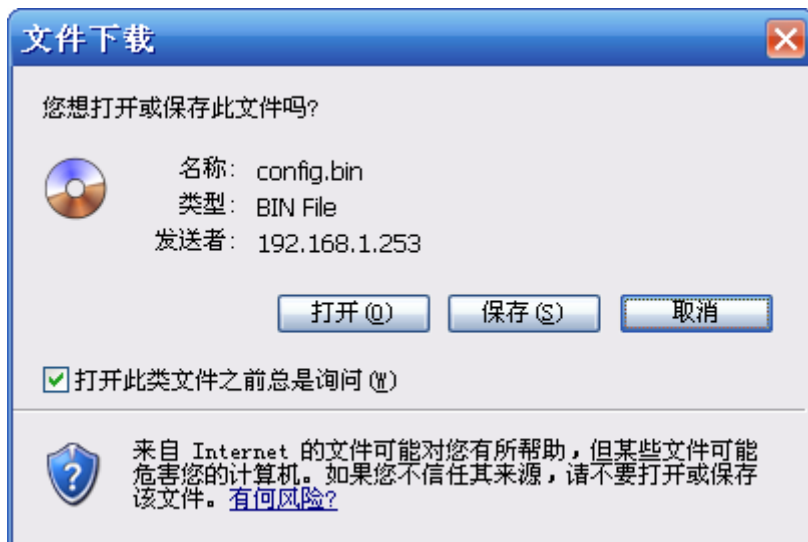 文件下载
您想打开或保存此文件吗?
名称: config.bin
类型: BIN File
发送者: 192.168.1.253
打开(O) 保存(S) 取消
打开此类文件之前总是询问(W)
来自 Internet 的文件可能对您有所帮助,但某些文件可能
危害您的计算机。如果您不信任其来源,请不要打开或保存
该文件。有何风险?